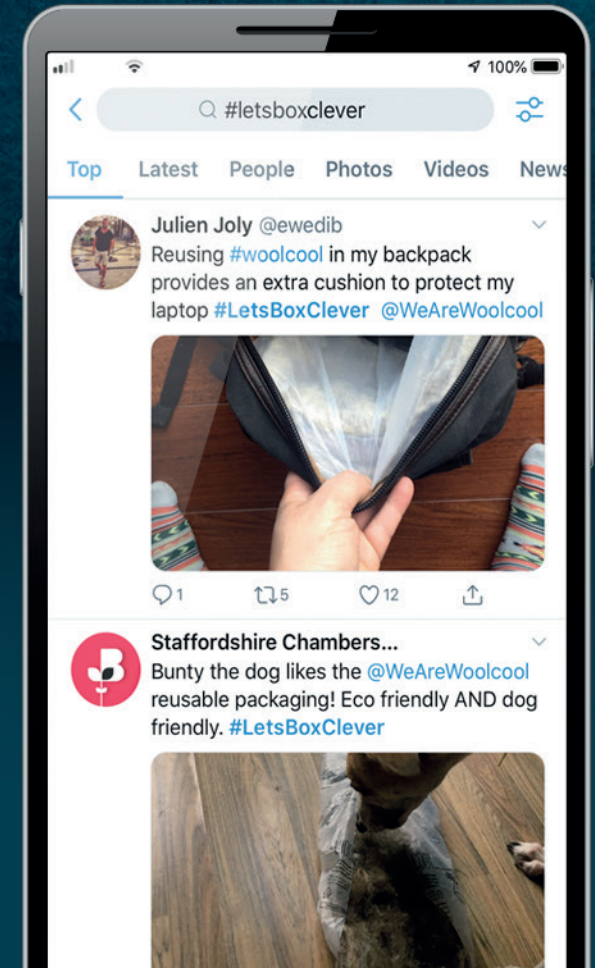 100%
#letsboxclever
Top Latest People Photos Videos News
Julien Joly @ewedib
Reusing #woolcool in my backpack
provides an extra cushion to protect my
laptop #LetsBoxClever @WeAreWoolcool
1 5 12
Staffordshire Chambers...
Bunty the dog likes the @WeAreWoolcool
reusable packaging! Eco friendly AND dog
friendly. #LetsBoxClever